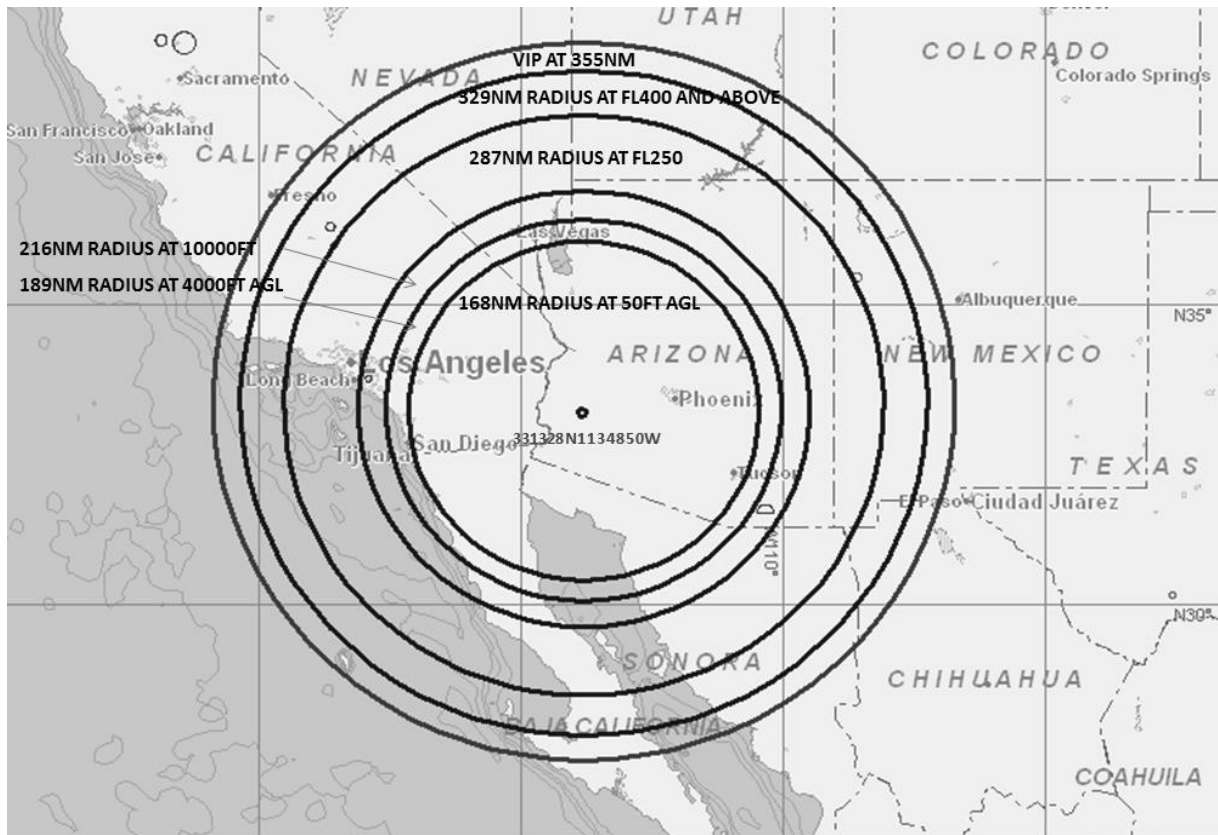 UTAH
Denver
COLORADO
VIP AT 355NM
Sacramento
NEVADA
Colorado Springs
329NM RADIUS AT FL400 AND ABOVE
San Francisco
Oakland
San Jose
CALIFORNIA
287NM RADIUS AT FL250
Fresno
Las Vegas
216NM RADIUS AT 10000FT
189NM RADIUS AT 4000FT AGL
168NM RADIUS AT 50FT AGL
Albuquerque
N35°
Los Angeles
ARIZONA
NEW MEXICO
Long Beach
Phoenix
331328N1134850W
San Diego
Tijuana
Tucson
TEXAS
El Paso
Ciudad Juárez
W110°
N30°
SONORA
CHIHUAHUA
BAJA CALIFORNIA
COAHUILA